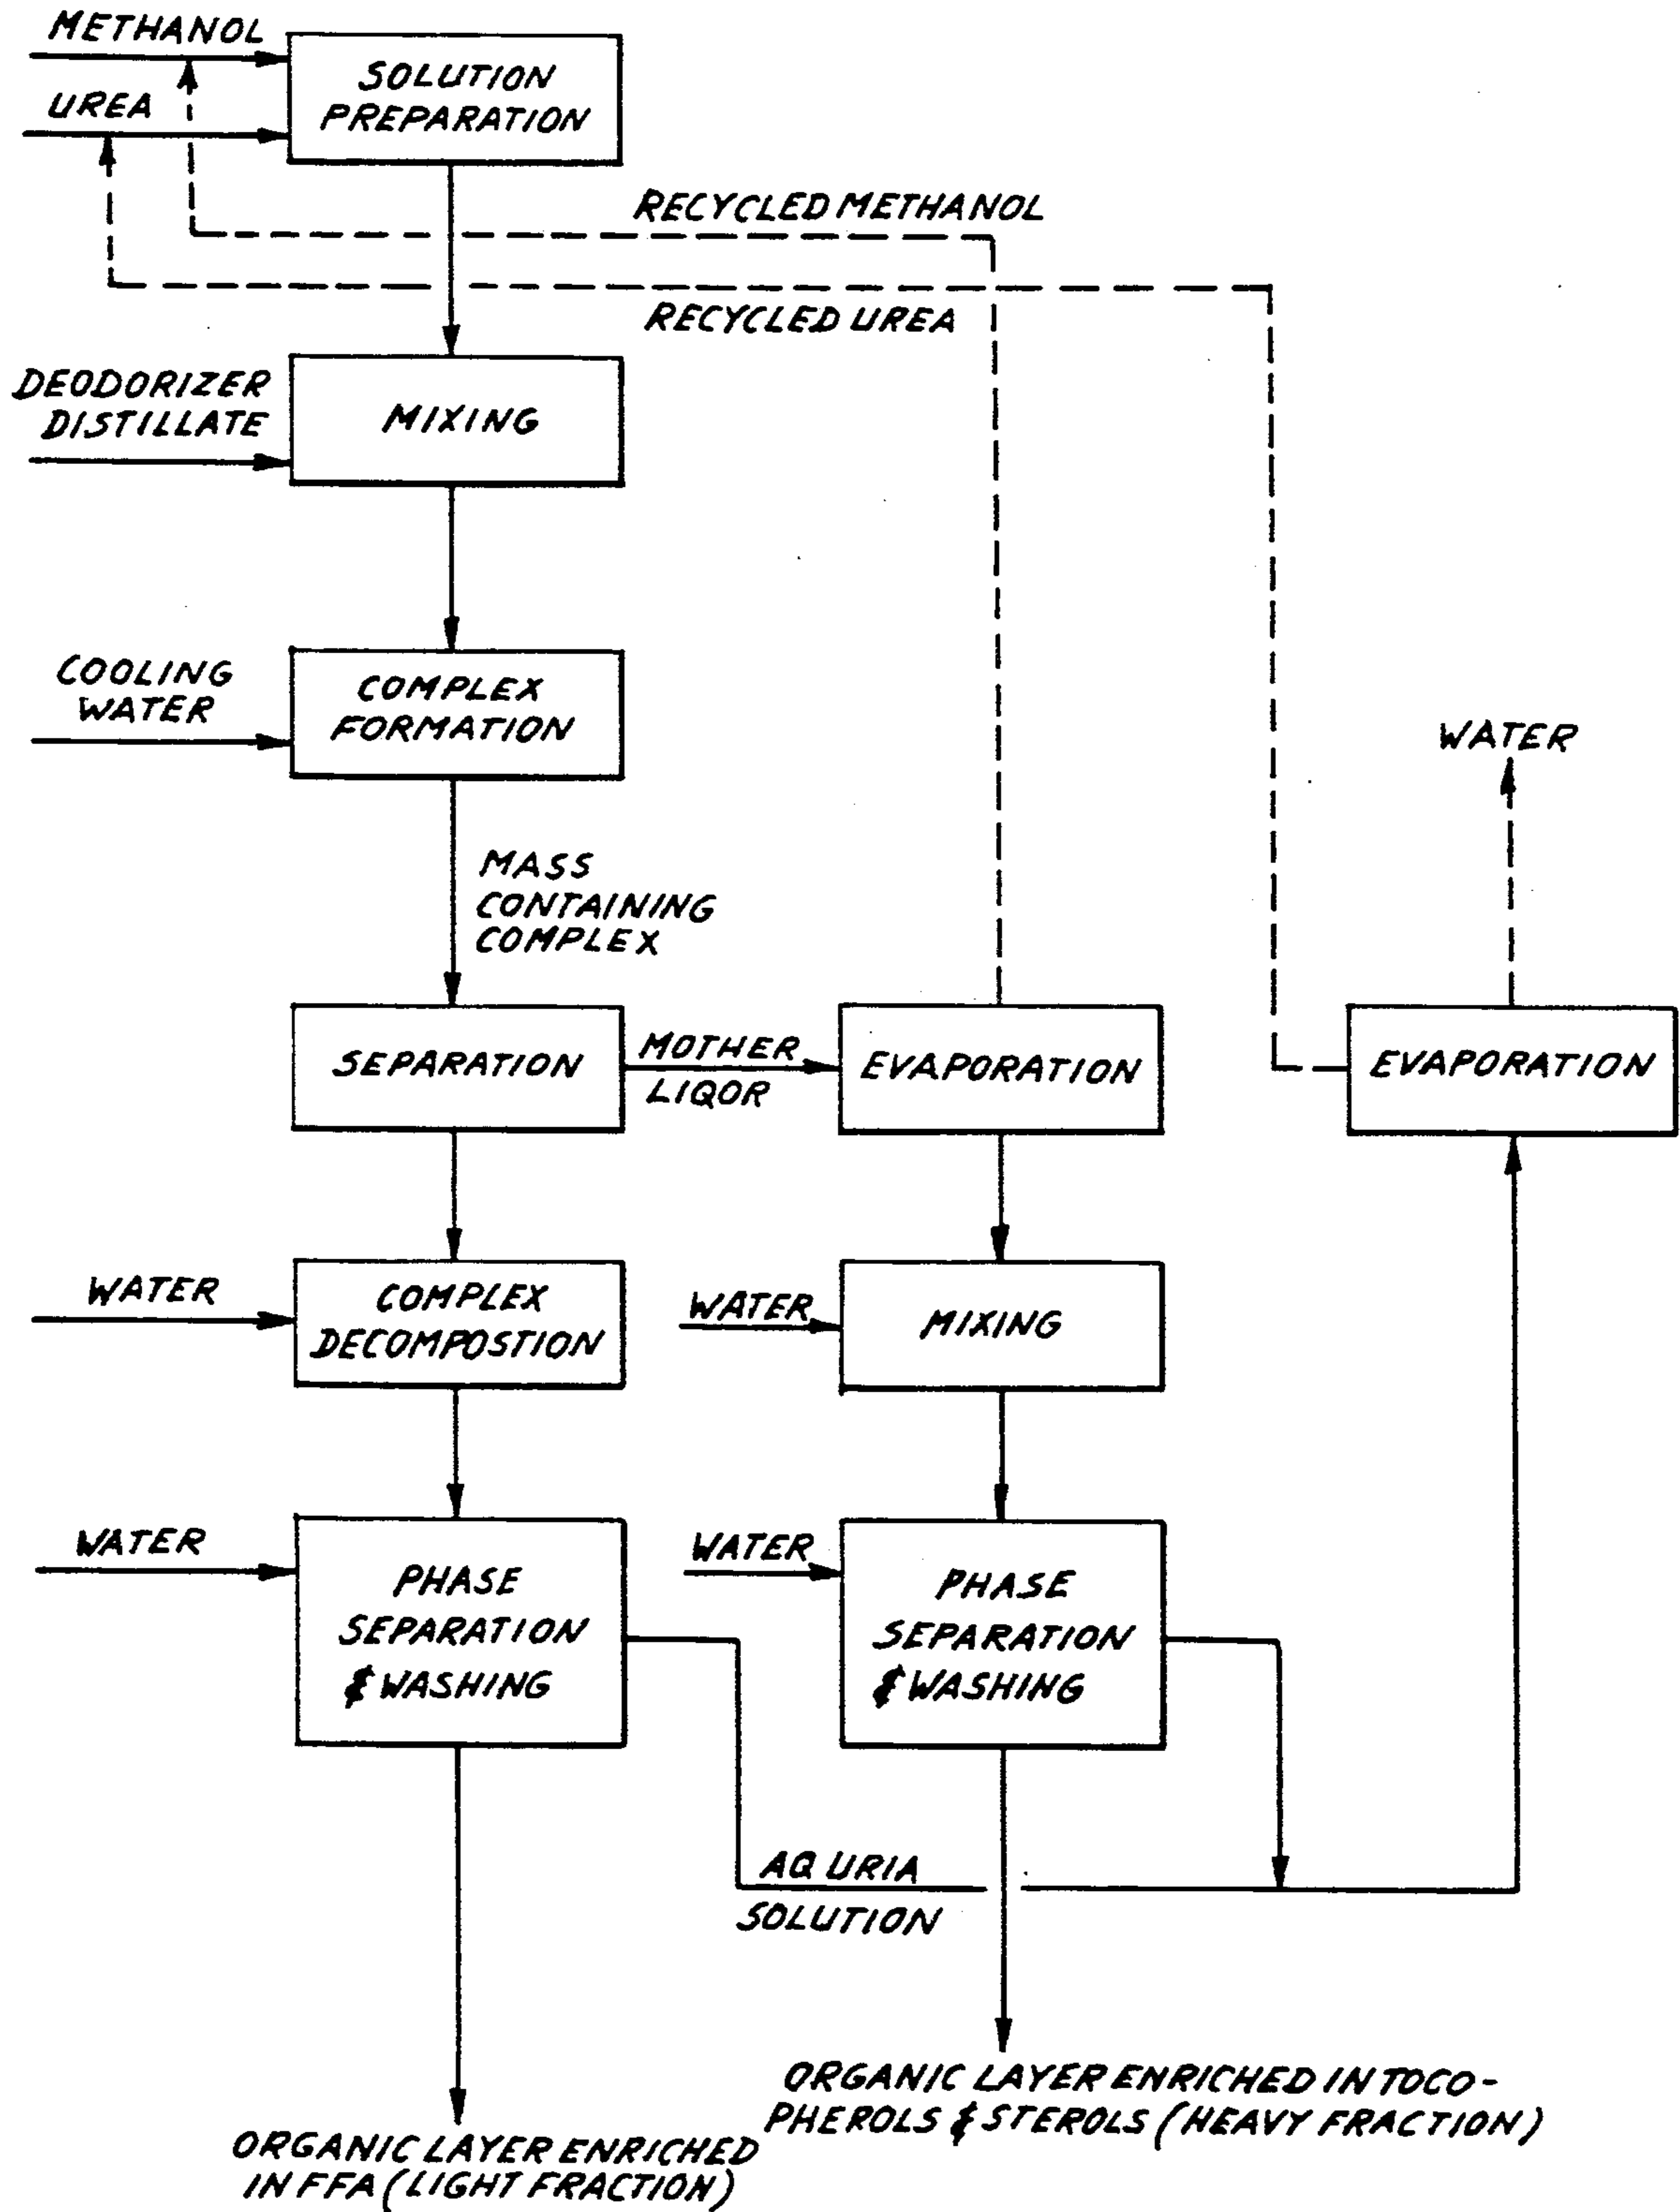 METHANOL
SOLUTION
PREPARATION
UREA
RECYCLED METHANOL
RECYCLED UREA
DEODORIZER
DISTILLATE
MIXING
COOLING
WATER
COMPLEX
FORMATION
WATER
MASS
CONTAINING
COMPLEX
SEPARATION
MOTHER
LIQOR
EVAPORATION
EVAPORATION
WATER
COMPLEX
DECOMPOSTION
WATER
MIXING
WATER
PHASE
SEPARATION
& WASHING
WATER
PHASE
SEPARATION
& WASHING
AQ URIA
SOLUTION
ORGANIC LAYER ENRICHED IN TOCO-
PHEROLS & STEROLS (HEAVY FRACTION)
ORGANIC LAYER ENRICHED
IN FFA (LIGHT FRACTION)